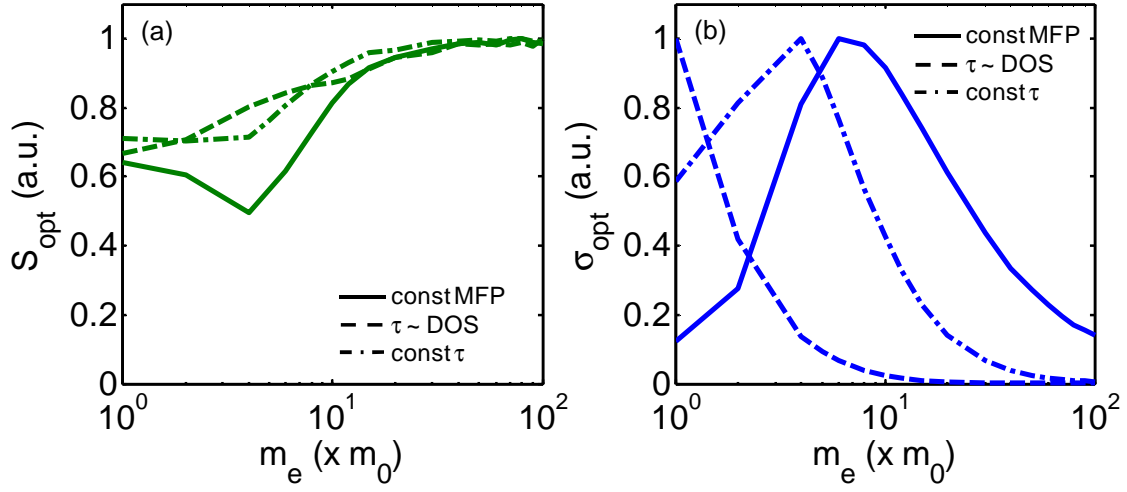 (a)
1
0.8
0.6
0.4
0.2
0
S_opt (a.u.)
const MFP
τ ~ DOS
const τ
10^0
10^1
10^2
m_e (x m_0)
(b)
1
0.8
0.6
0.4
0.2
0
σ_opt (a.u.)
const MFP
τ ~ DOS
const τ
10^0
10^1
10^2
m_e (x m_0)